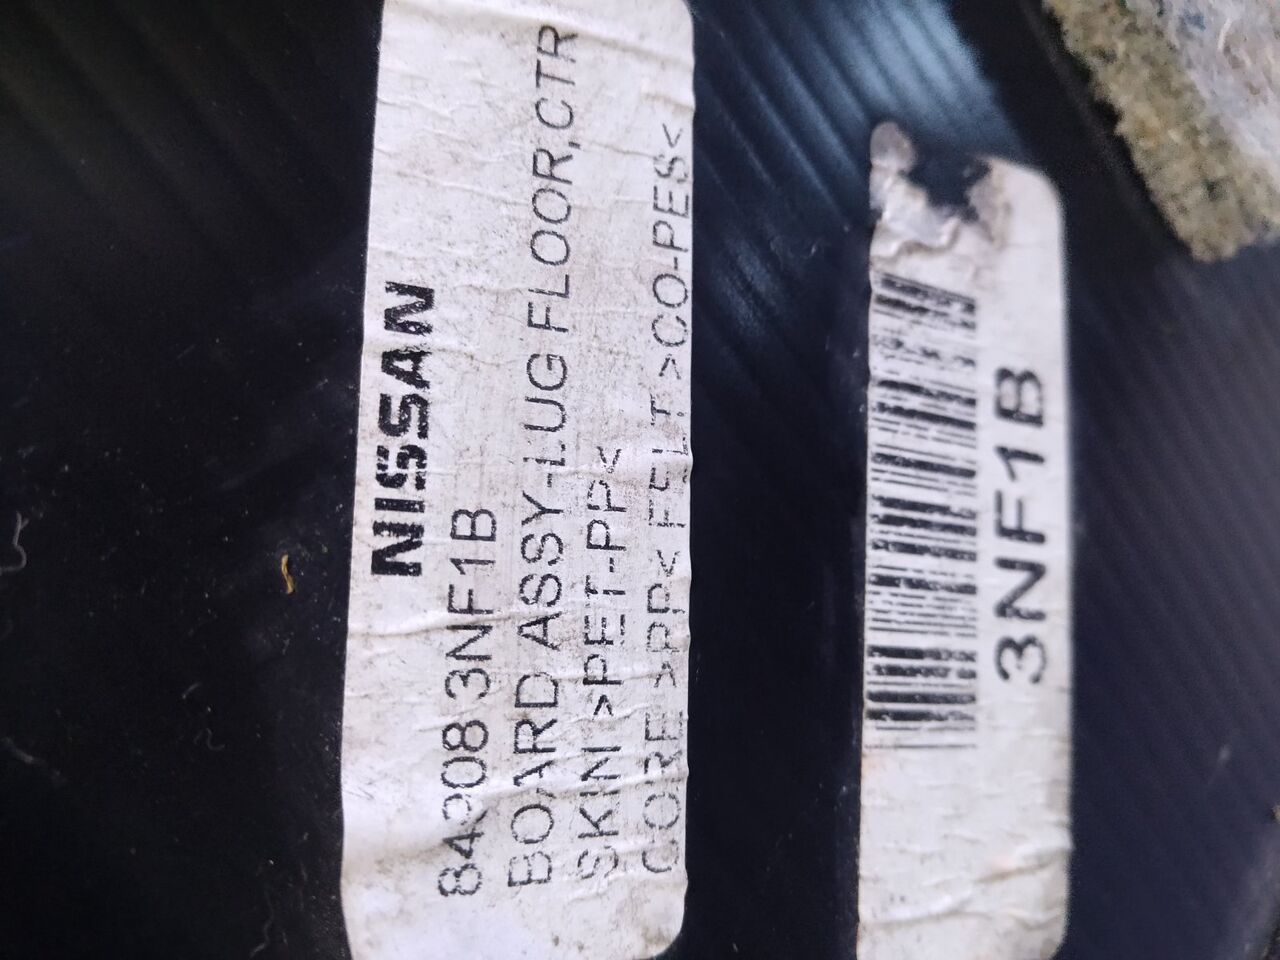 NISSAN
84908 3NF1B
BOARD ASSY-LUG FLOOR,CTR
SKIN >PET-PP<
CORE >PP< FELT >CO-PES<
3NF1B